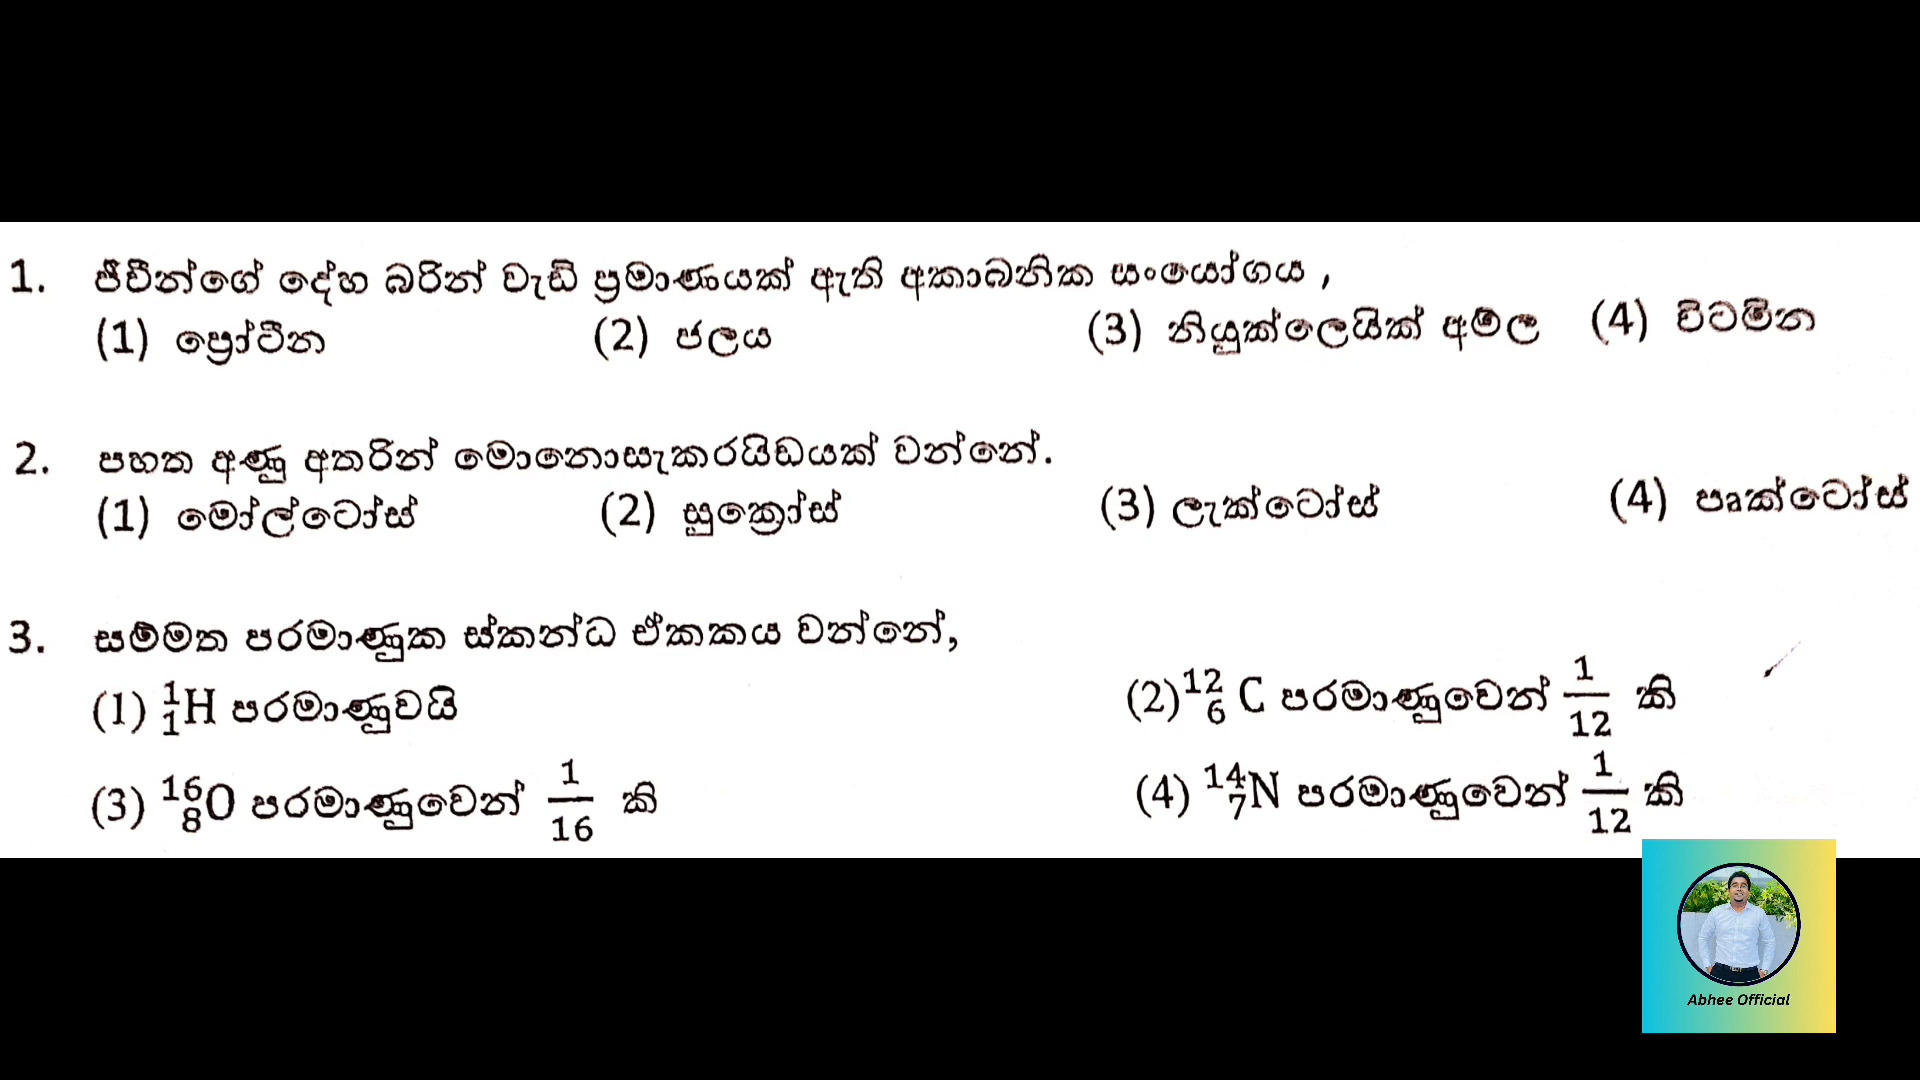 1. ජීවීන්ගේ දේහ බරින් වැඩි ප්‍රමාණයක් ඇති අකාබනික සංයෝගය ,
(1) ප්‍රෝටීන (2) ජලය (3) නියුක්ලෙයික් අම්ල (4) විටමින
2. පහත අණු අතරින් මොනොසැකරයිඩයක් වන්නේ.
(1) මෝල්ටෝස් (2) සුක්‍රෝස් (3) ලැක්ටෝස් (4) පෘක්ටෝස්
3. සම්මත පරමාණුක ස්කන්ධ ඒකකය වන්නේ,
(1) ¹₁H පරමාණුවයි (2) ¹²₆ C පරමාණුවෙන් 1/12 කි
(3) ¹⁶₈O පරමාණුවෙන් 1/16 කි (4) ¹⁴₇N පරමාණුවෙන් 1/12 කි
Abhee Official